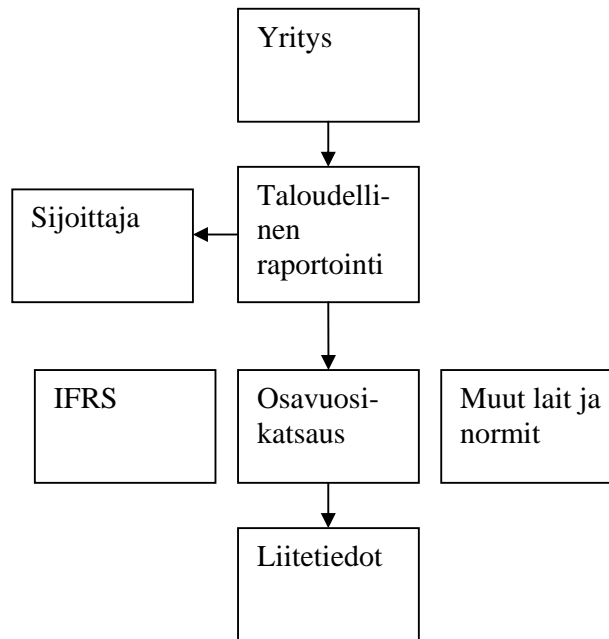 Yritys
Taloudelli-
nen
raportointi
Sijoittaja
IFRS
Osavuosi-
katsaus
Muut lait ja
normit
Liitetiedot